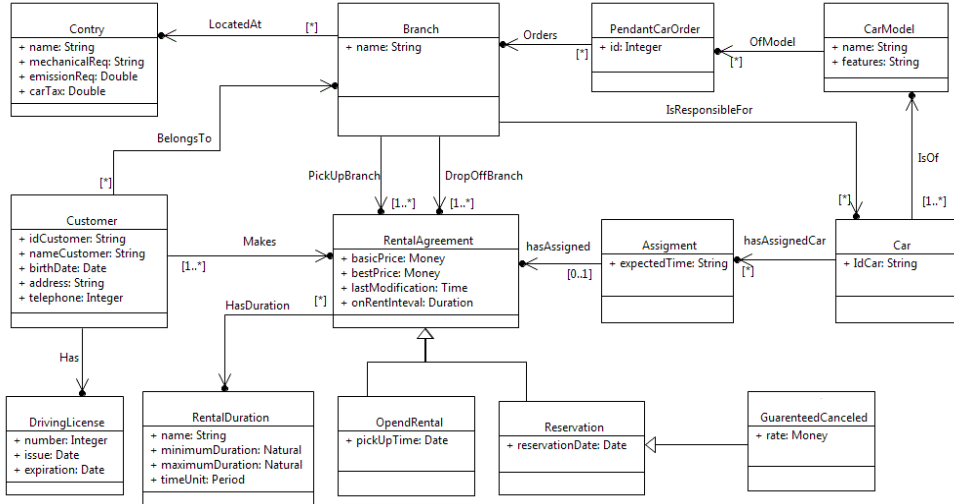 Contry
+ name: String
+ mechanicalReq: String
+ emissionReq: Double
+ carTax: Double
LocatedAt
[*]
Branch
+ name: String
Orders
[*]
PendantCarOrder
+ id: Integer
OfModel
[*]
CarModel
+ name: String
+ features: String
BelongsTo
[*]
IsResponsibleFor
[*]
IsOf
[1..*]
PickUpBranch
[1..*]
DropOffBranch
[1..*]
Customer
+ idCustomer: String
+ nameCustomer: String
+ birthDate: Date
+ address: String
+ telephone: Integer
Makes
[1..*]
RentalAgreement
+ basicPrice: Money
+ bestPrice: Money
+ lastModification: Time
+ onRentInteval: Duration
hasAssigned
[0..1]
Assigment
+ expectedTime: String
hasAssignedCar
[*]
Car
+ IdCar: String
HasDuration
[*]
Has
DrivingLicense
+ number: Integer
+ issue: Date
+ expiration: Date
RentalDuration
+ name: String
+ minimumDuration: Natural
+ maximumDuration: Natural
+ timeUnit: Period
OpendRental
+ pickUpTime: Date
Reservation
+ reservationDate: Date
GuarenteedCanceled
+ rate: Money